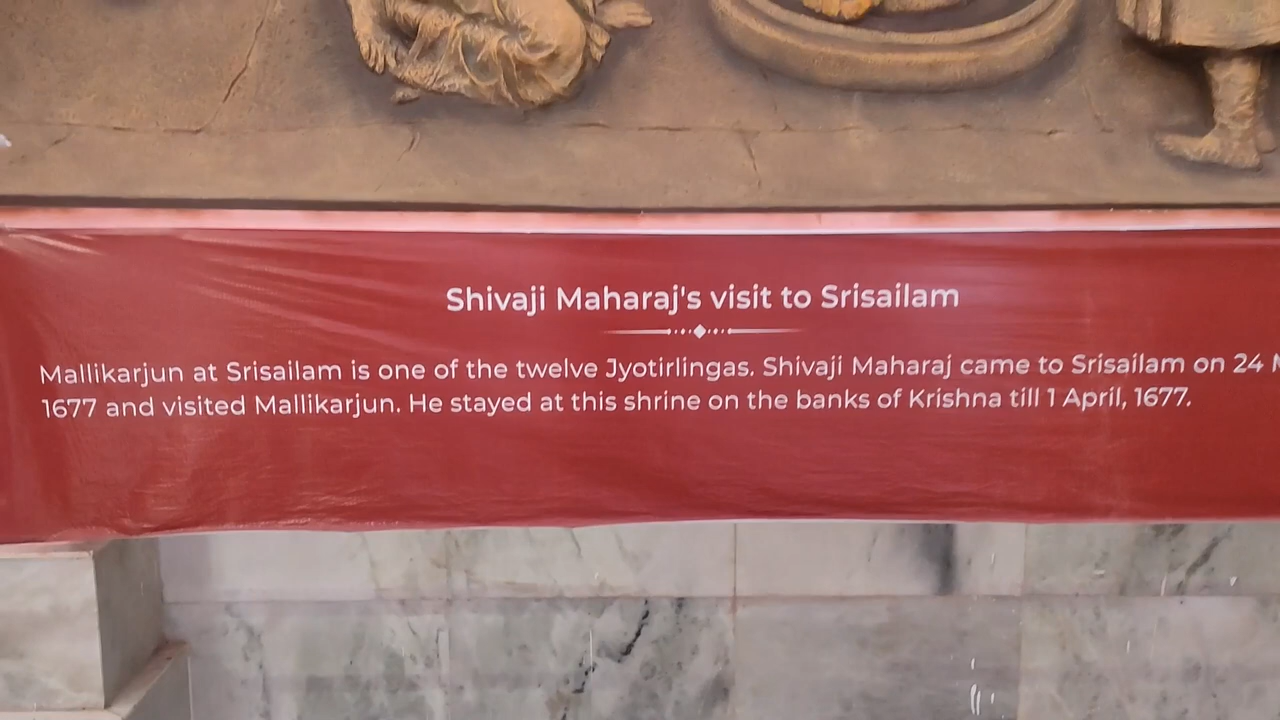 Shivaji Maharaj's visit to Srisailam
Mallikarjun at Srisailam is one of the twelve Jyotirlingas. Shivaji Maharaj came to Srisailam on 24
1677 and visited Mallikarjun. He stayed at this shrine on the banks of Krishna till 1 April, 1677.